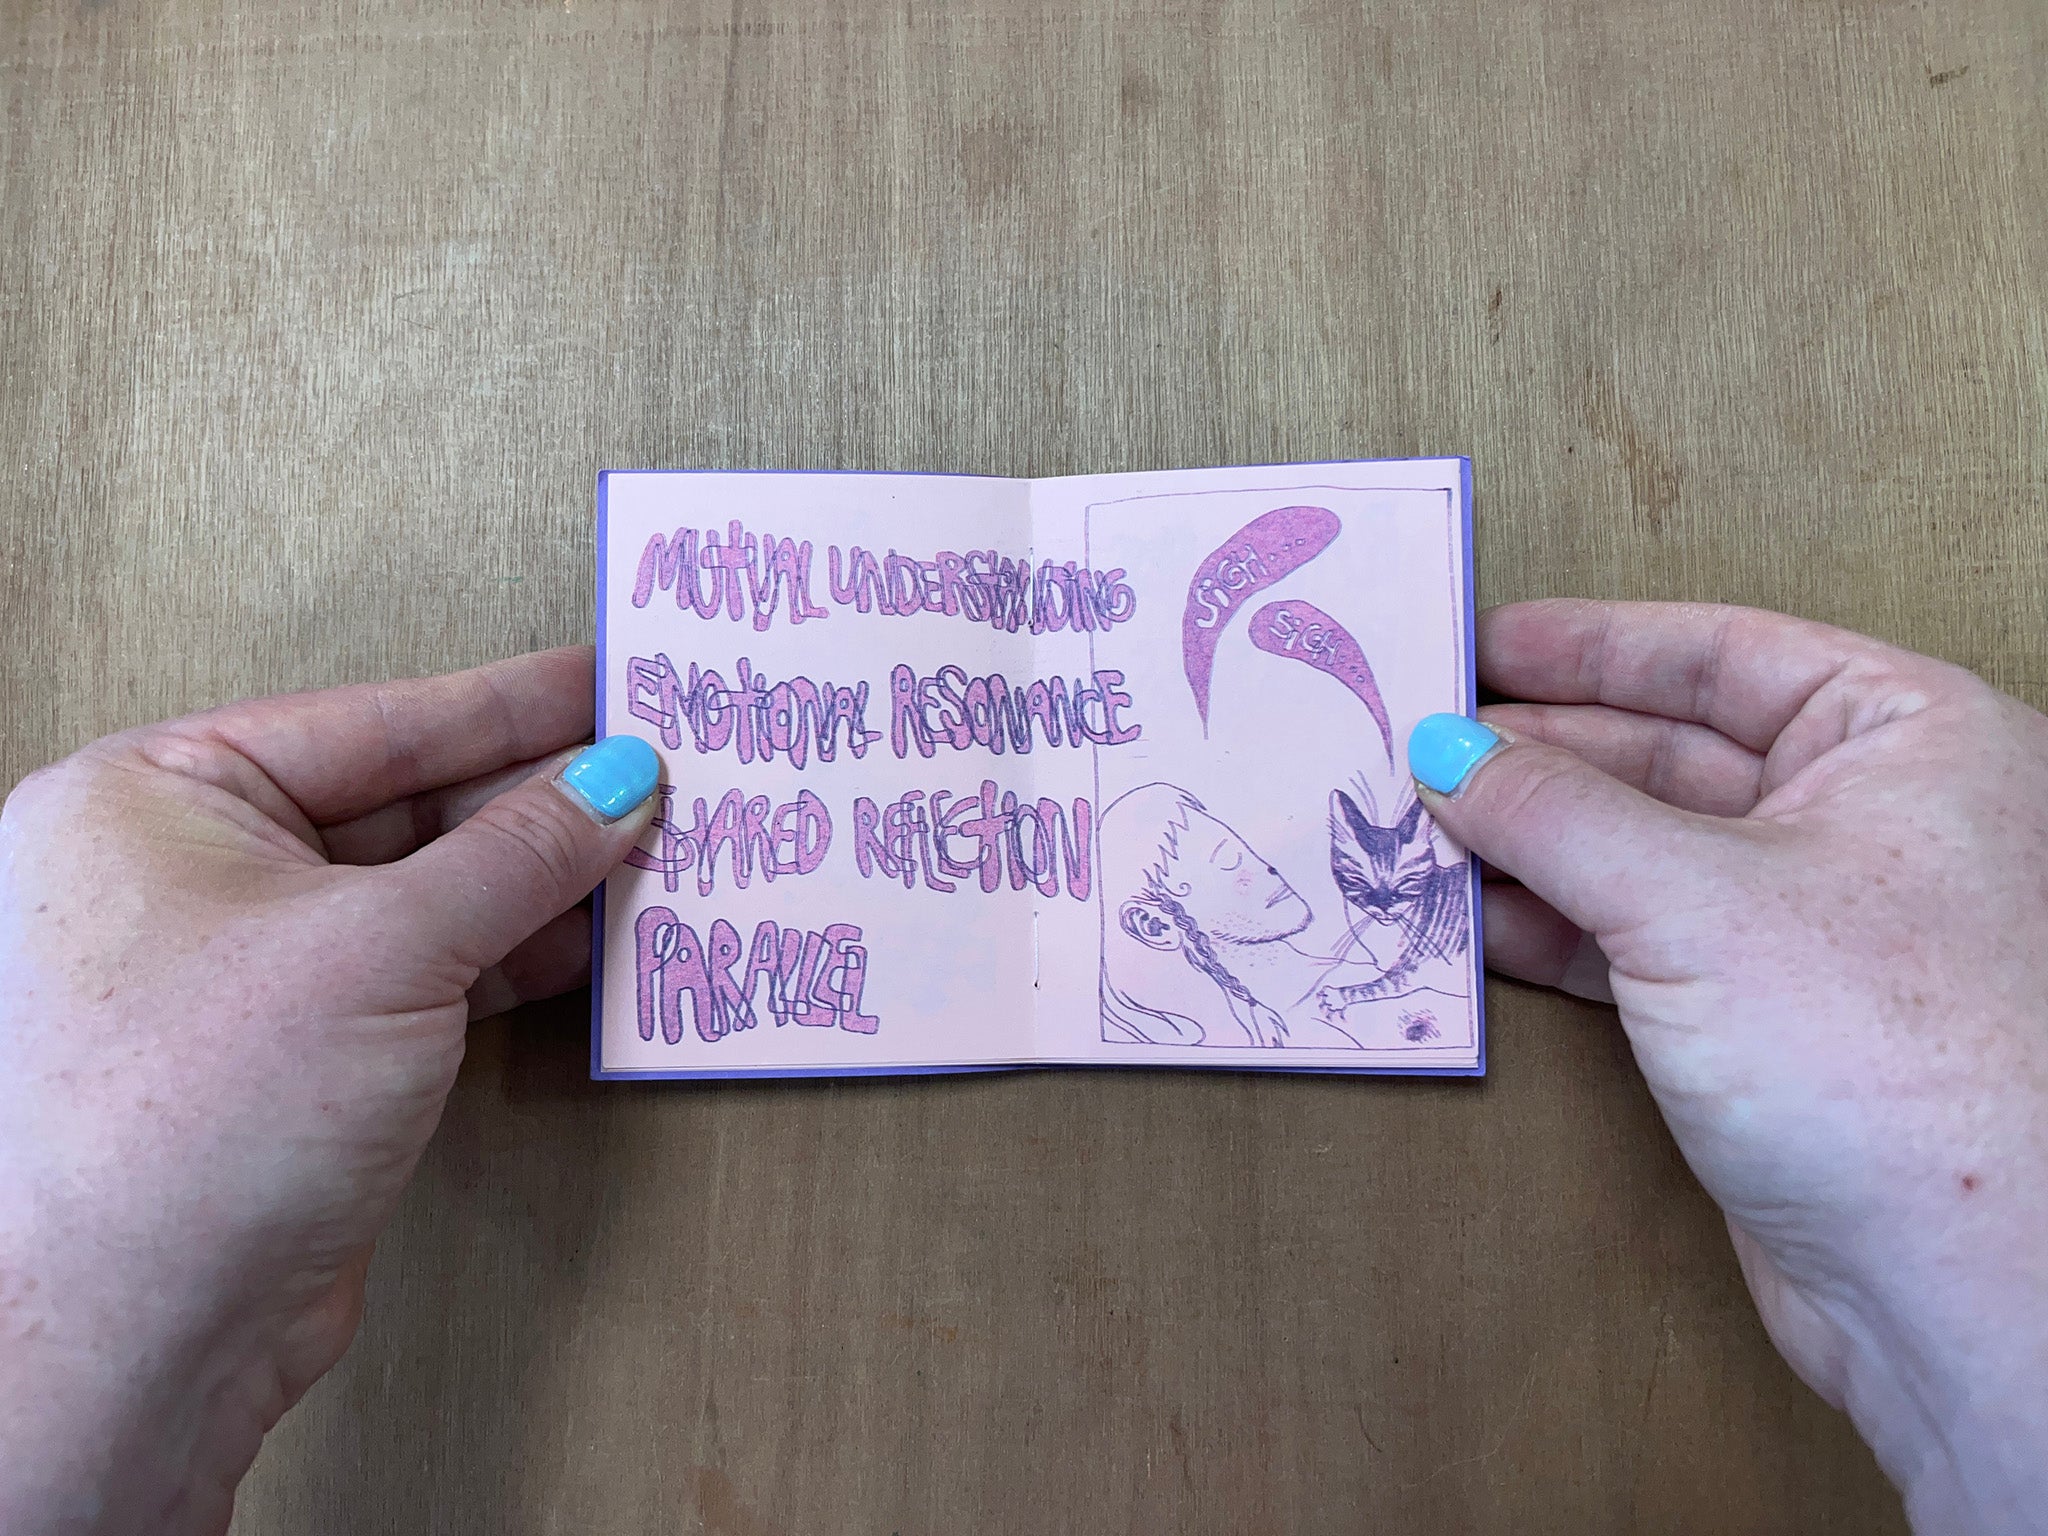 MUTUAL UNDERSTANDING
EMOTIONAL RESONANCE
SHARED REFLECTION
PARALLEL
SiGH...
SiGH...